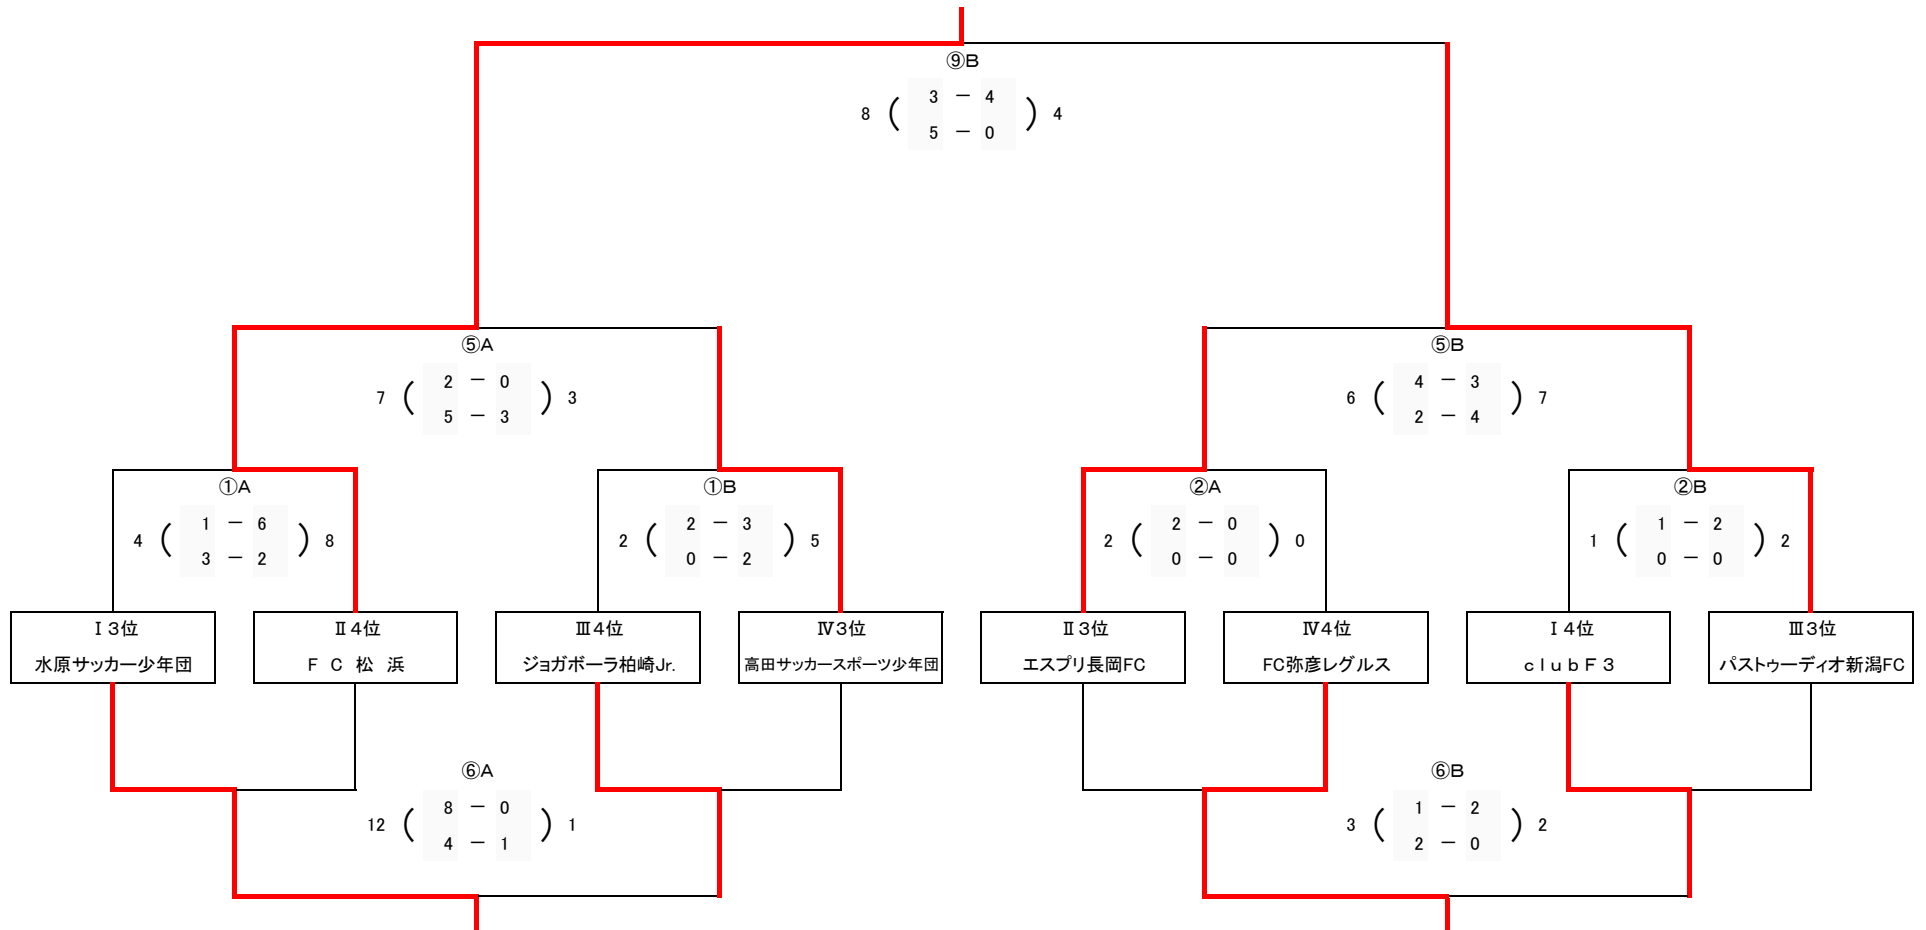 ⑨B
3 － 4
8 ( ) 4
5 － 0
⑤A
2 － 0
7 ( ) 3
5 － 3
⑤B
4 － 3
6 ( ) 7
2 － 4
①A
1 － 6
4 ( ) 8
3 － 2
①B
2 － 3
2 ( ) 5
0 － 2
②A
2 － 0
2 ( ) 0
0 － 0
②B
1 － 2
1 ( ) 2
0 － 0
Ⅰ３位
水原サッカー少年団
Ⅱ４位
ＦＣ松浜
Ⅲ４位
ジョガボーラ柏崎Jr.
Ⅳ３位
高田サッカースポーツ少年団
Ⅱ３位
エスプリ長岡FC
Ⅳ４位
FC弥彦レグルス
Ⅰ４位
ｃｌｕｂＦ３
Ⅲ３位
パストゥーディオ新潟FC
⑥A
8 － 0
12 ( ) 1
4 － 1
⑥B
1 － 2
3 ( ) 2
2 － 0